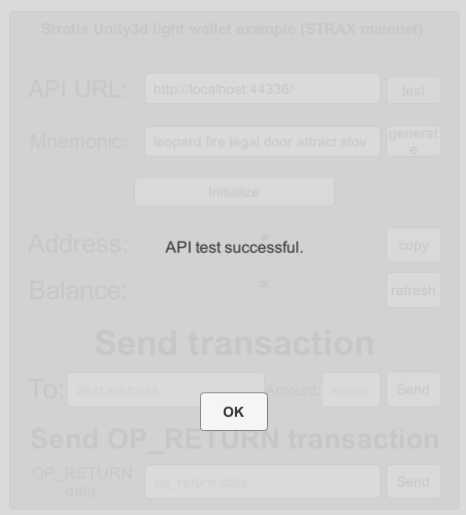 Stratis Unity3d light wallet example (STRAX mainnet)
API URL: http://localhost:44336/ test
Mnemonic: leopard fire legal door attract stov generat
e
Initialize
Address: * copy
API test successful.
Balance: * refresh
Send transaction
To: dest address Amount: amou Send
OK
Send OP_RETURN transaction
OP_RETURN
data: op_return data Send